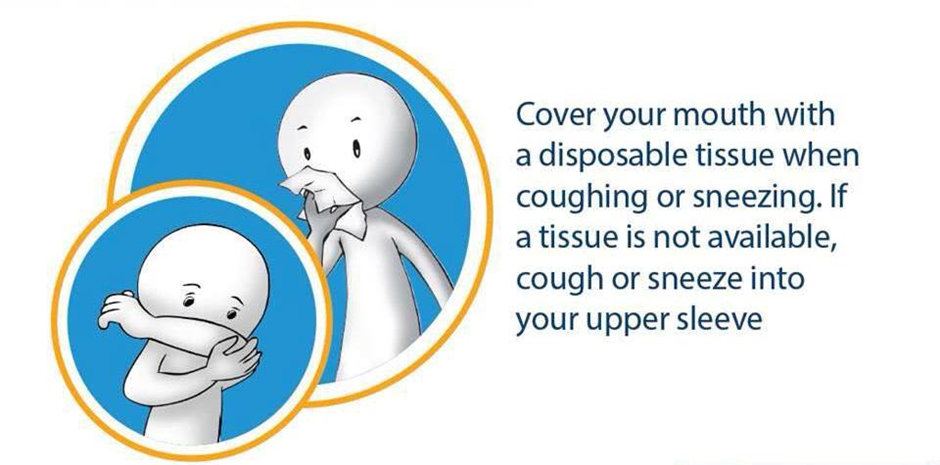 Cover your mouth with
a disposable tissue when
coughing or sneezing. If
a tissue is not available,
cough or sneeze into
your upper sleeve